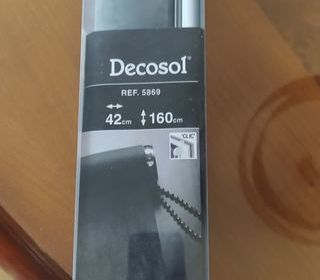 Decosol®
REF. 5869
42cm 160cm
"CLIC"